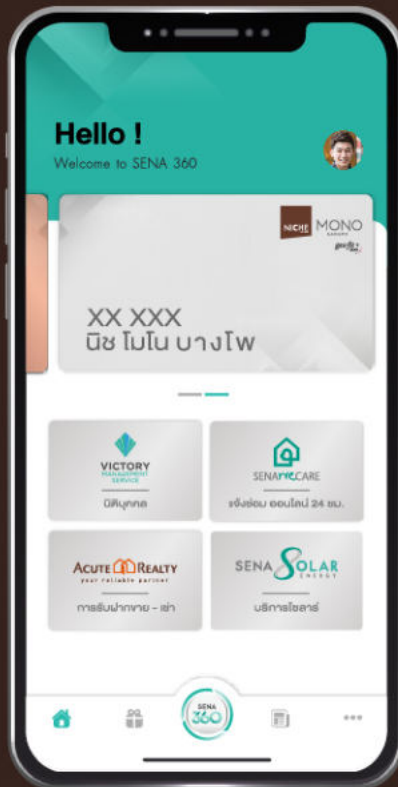 Hello !
Welcome to SENA 360
NICHE MONO
XX XXX
นิช โมโน บางโพ
VICTORY
MANAGEMENT
SERVICE
นิติบุคคล
SENA WE CARE
แจ้งซ่อม ออนไลน์ 24 ชม.
ACUTE REALTY
your reliable partner
การรับฝากขาย - เช่า
SENA SOLAR
ENERGY
บริการโซลาร์
SENA
360